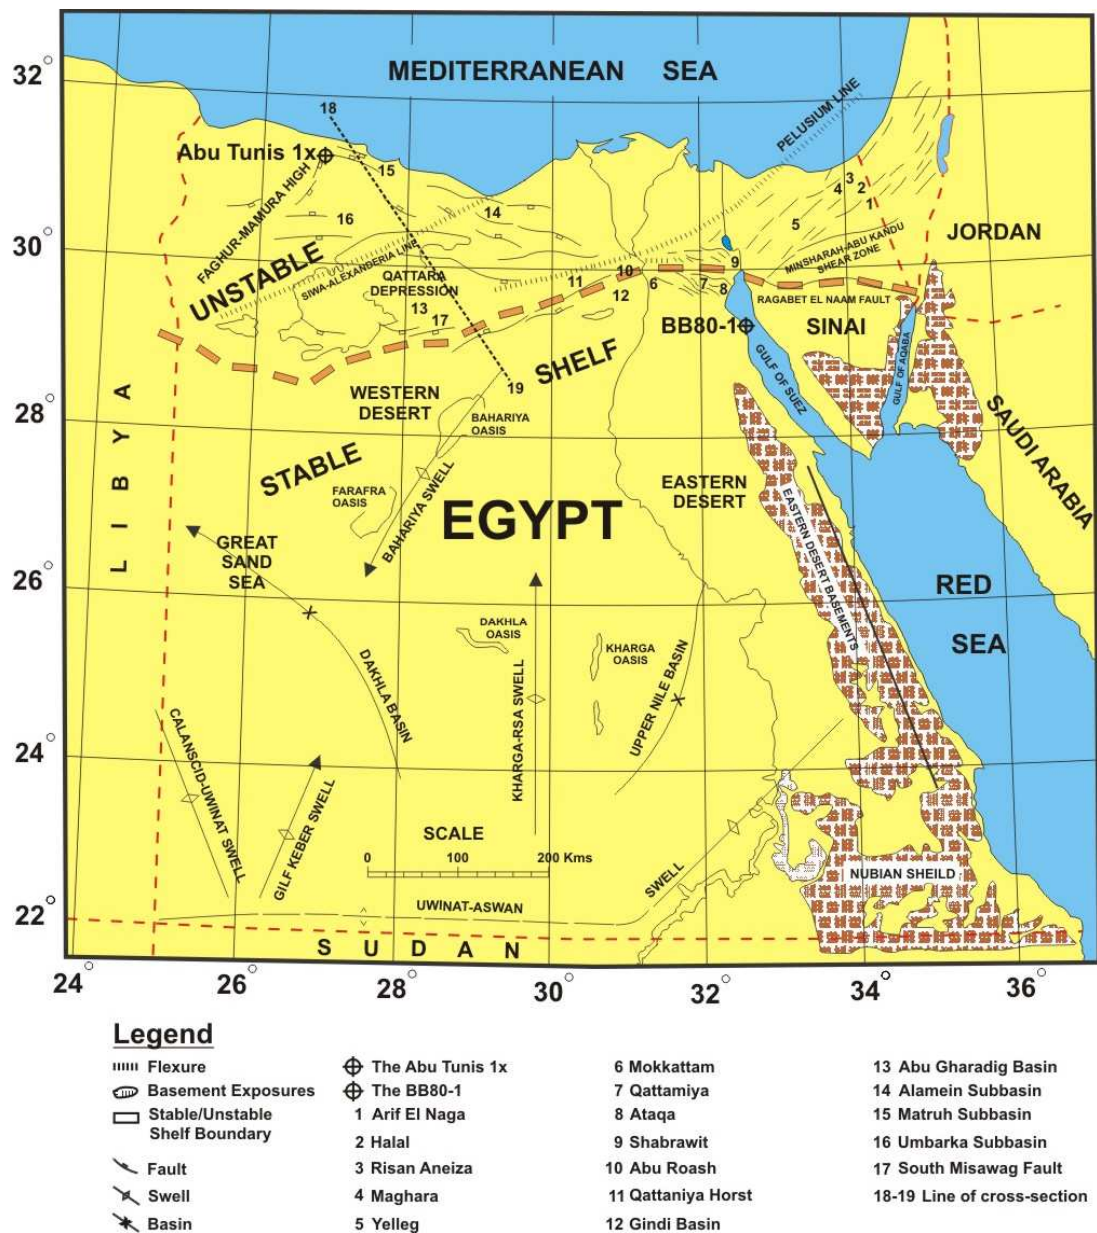 MEDITERRANEAN SEA
32°
18
PELUSIUM LINE
Abu Tunis 1x
15
3
4
2
1
FAGHUR-MAMURA HIGH
16
14
5
30°
UNSTABLE
SIWA-ALEXANDERIA LINE
MINSHARAH-ABU KANDU
SHEAR ZONE
JORDAN
9
QATTARA
DEPRESSION
10
11
12
6
7
8
RAGABET EL NAAM FAULT
13
17
BB80-1
SINAI
GULF OF SUEZ
GULF OF AQABA
SHELF
19
28°
WESTERN
DESERT
BAHARIYA
OASIS
SAUDI ARABIA
LIBYA
STABLE
FARAFRA
OASIS
BAHARIYA SWELL
EASTERN
DESERT
EGYPT
EASTERN DESERT BASEMENTS
GREAT
SAND
SEA
26°
RED
SEA
DAKHLA
OASIS
KHARGA
OASIS
DAKHLA BASIN
KHARGA-RSA SWELL
UPPER NILE BASIN
24°
CALANSCID-UWINAT SWELL
GILF KEBER SWELL
SCALE
0 100 200 Kms
SWELL
NUBIAN SHEILD
22°
UWINAT-ASWAN
SUDAN
24° 26° 28° 30° 32° 34° 36°
Legend
Flexure
Basement Exposures
Stable/Unstable
Shelf Boundary
Fault
Swell
Basin
The Abu Tunis 1x
The BB80-1
1 Arif El Naga
2 Halal
3 Risan Aneiza
4 Maghara
5 Yelleg
6 Mokkattam
7 Qattamiya
8 Ataqa
9 Shabrawit
10 Abu Roash
11 Qattaniya Horst
12 Gindi Basin
13 Abu Gharadig Basin
14 Alamein Subbasin
15 Matruh Subbasin
16 Umbarka Subbasin
17 South Misawag Fault
18-19 Line of cross-section